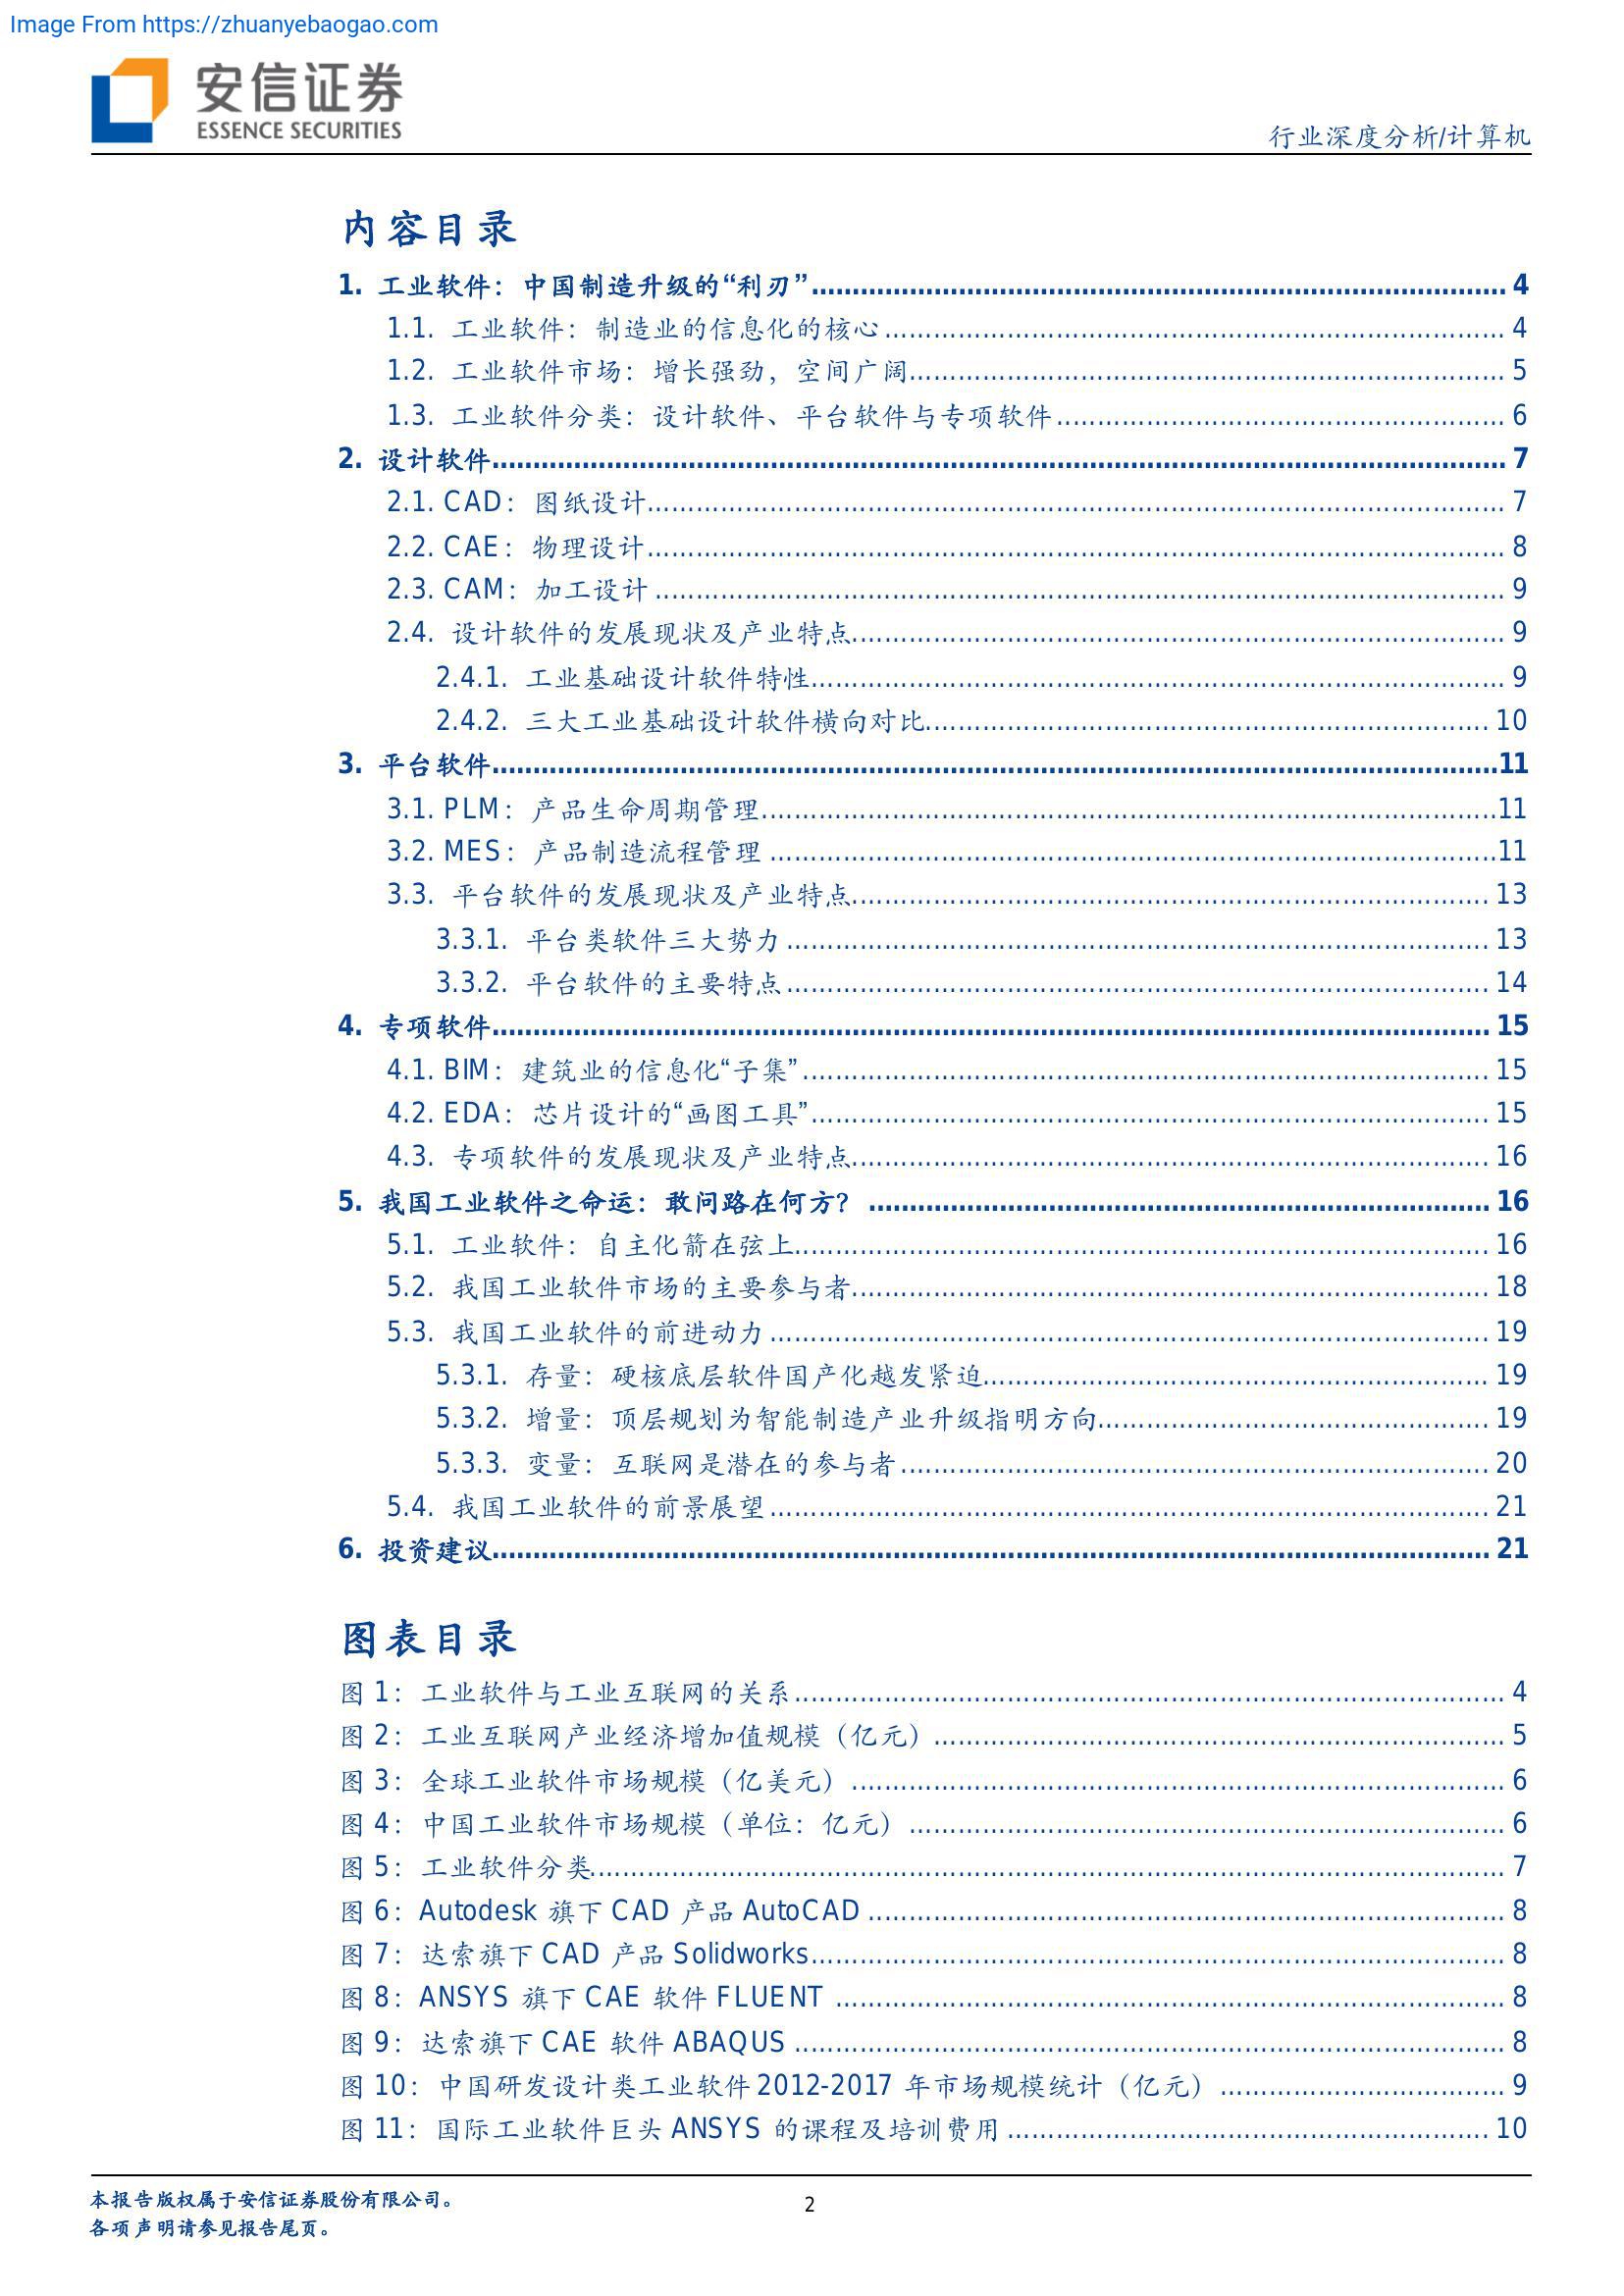 Image From https://zhuanyebaogao.com
安信证券
ESSENCE SECURITIES
行业深度分析/计算机
内容目录
1. 工业软件：中国制造升级的“利刃”........ 4
1.1. 工业软件：制造业的信息化的核心........ 4
1.2. 工业软件市场：增长强劲，空间广阔........ 5
1.3. 工业软件分类：设计软件、平台软件与专项软件........ 6
2. 设计软件........ 7
2.1. CAD：图纸设计........ 7
2.2. CAE：物理设计........ 8
2.3. CAM：加工设计........ 9
2.4. 设计软件的发展现状及产业特点........ 9
2.4.1. 工业基础设计软件特性........ 9
2.4.2. 三大工业基础设计软件横向对比........ 10
3. 平台软件........ 11
3.1. PLM：产品生命周期管理........ 11
3.2. MES：产品制造流程管理........ 11
3.3. 平台软件的发展现状及产业特点........ 13
3.3.1. 平台类软件三大势力........ 13
3.3.2. 平台软件的主要特点........ 14
4. 专项软件........ 15
4.1. BIM：建筑业的信息化“子集”........ 15
4.2. EDA：芯片设计的“画图工具”........ 15
4.3. 专项软件的发展现状及产业特点........ 16
5. 我国工业软件之命运：敢问路在何方？........ 16
5.1. 工业软件：自主化箭在弦上........ 16
5.2. 我国工业软件市场的主要参与者........ 18
5.3. 我国工业软件的前进动力........ 19
5.3.1. 存量：硬核底层软件国产化越发紧迫........ 19
5.3.2. 增量：顶层规划为智能制造产业升级指明方向........ 19
5.3.3. 变量：互联网是潜在的参与者........ 20
5.4. 我国工业软件的前景展望........ 21
6. 投资建议........ 21
图表目录
图 1：工业软件与工业互联网的关系........ 4
图 2：工业互联网产业经济增加值规模（亿元）........ 5
图 3：全球工业软件市场规模（亿美元）........ 6
图 4：中国工业软件市场规模（单位：亿元）........ 6
图 5：工业软件分类........ 7
图 6：Autodesk 旗下 CAD 产品 AutoCAD........ 8
图 7：达索旗下 CAD 产品 Solidworks........ 8
图 8：ANSYS 旗下 CAE 软件 FLUENT........ 8
图 9：达索旗下 CAE 软件 ABAQUS........ 8
图 10：中国研发设计类工业软件 2012-2017 年市场规模统计（亿元）........ 9
图 11：国际工业软件巨头 ANSYS 的课程及培训费用........ 10
本报告版权属于安信证券股份有限公司。
2
各项声明请参见报告尾页。